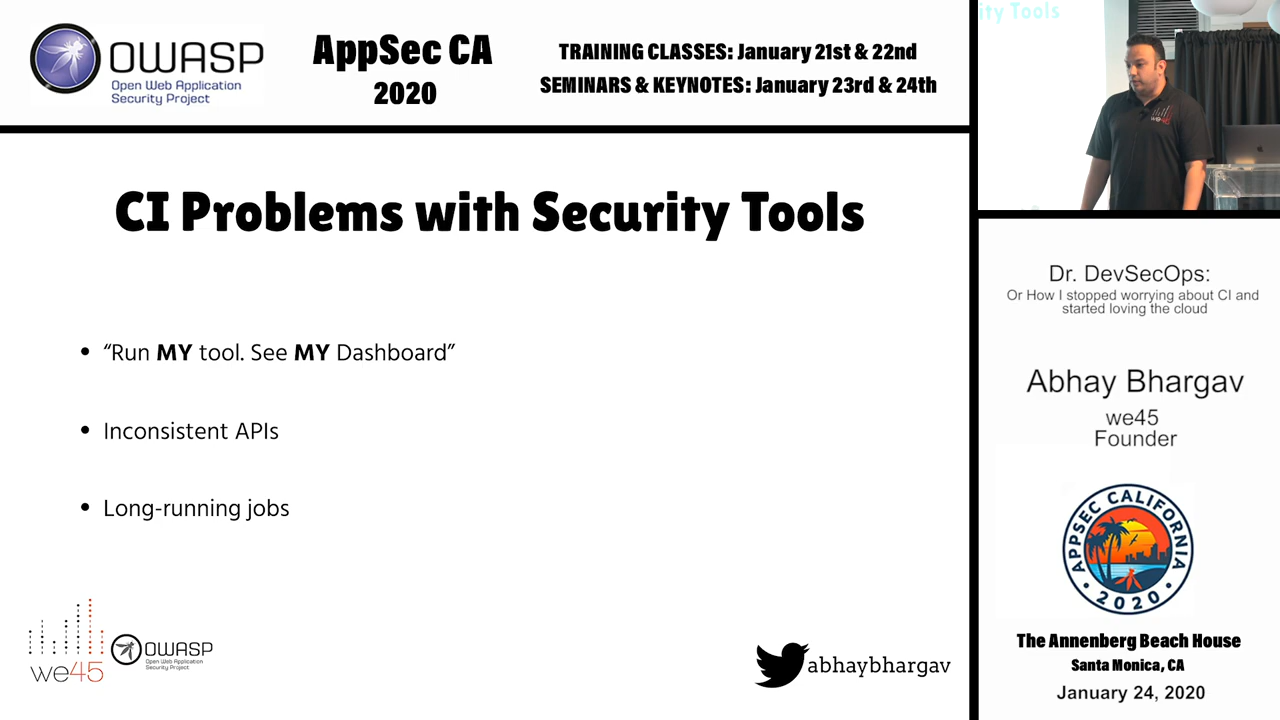 OWASP
Open Web Application
Security Project
AppSec CA
2020
TRAINING CLASSES: January 21st & 22nd
SEMINARS & KEYNOTES: January 23rd & 24th
CI Problems with Security Tools
• “Run MY tool. See MY Dashboard”
• Inconsistent APIs
• Long-running jobs
we45
OWASP
Open Web Application
Security Project
abhaybhargav
ity Tools
we45
Dr. DevSecOps:
Or How I stopped worrying about CI and
started loving the cloud
Abhay Bhargav
we45
Founder
APPSEC CALIFORNIA
• 2020 •
The Annenberg Beach House
Santa Monica, CA
January 24, 2020